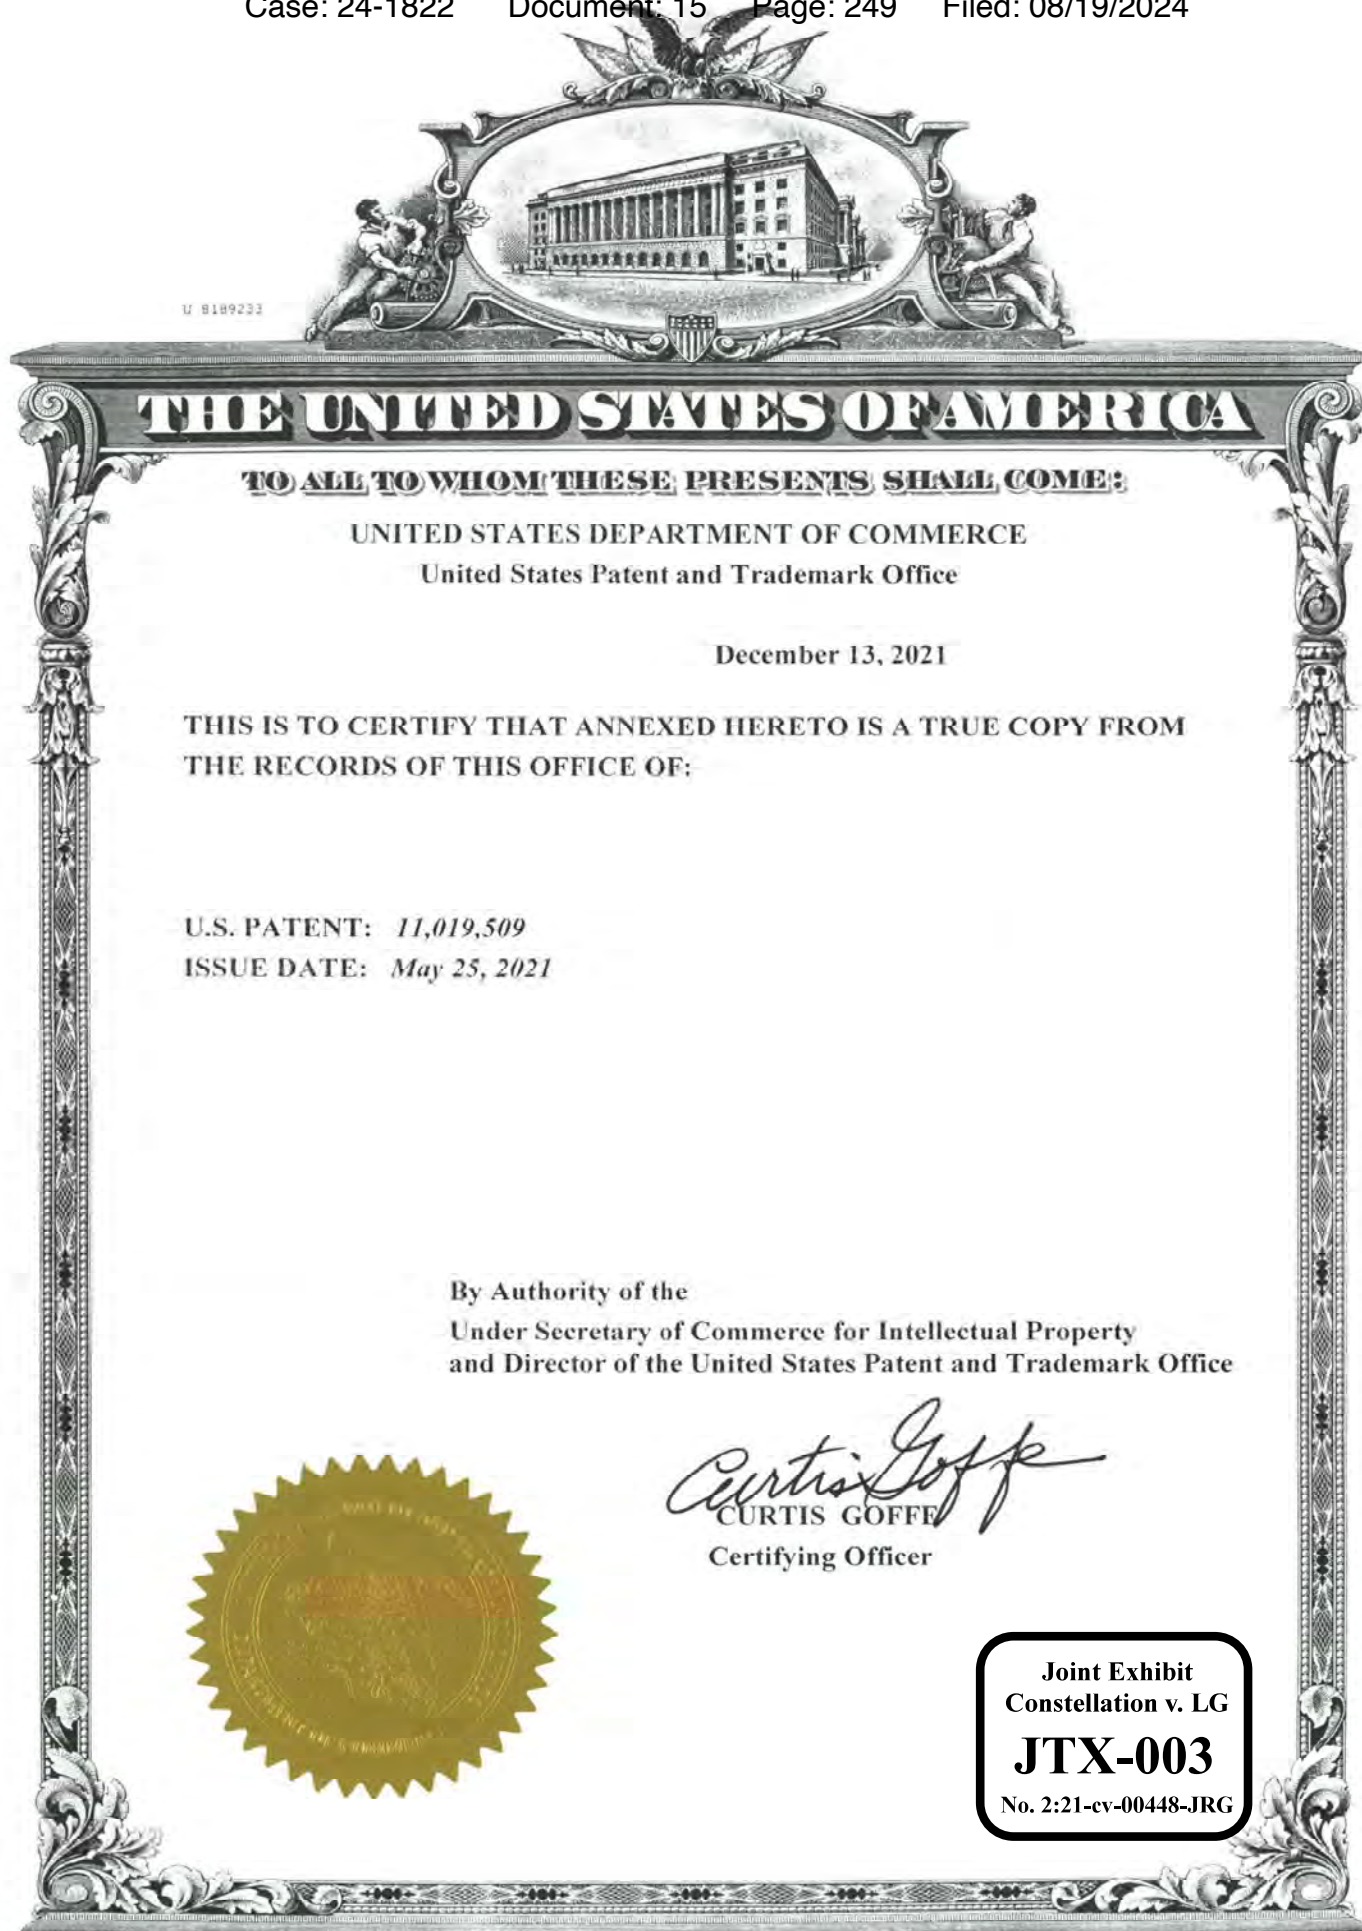 Case: 24-1822 Document: 15 Page: 249 Filed: 08/19/2024
U 8189233
THE UNITED STATES OF AMERICA
TO ALL TO WHOM THESE PRESENTS SHALL COME:
UNITED STATES DEPARTMENT OF COMMERCE
United States Patent and Trademark Office
December 13, 2021
THIS IS TO CERTIFY THAT ANNEXED HERETO IS A TRUE COPY FROM
THE RECORDS OF THIS OFFICE OF:
U.S. PATENT: 11,019,509
ISSUE DATE: May 25, 2021
By Authority of the
Under Secretary of Commerce for Intellectual Property
and Director of the United States Patent and Trademark Office
Curtis Goffe
CURTIS GOFFE
Certifying Officer
Joint Exhibit
Constellation v. LG
JTX-003
No. 2:21-cv-00448-JRG